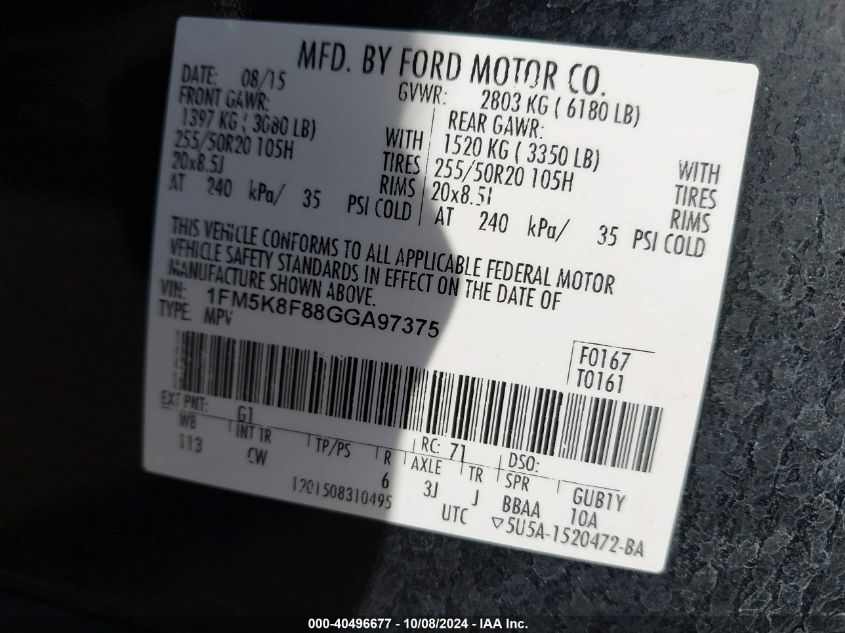 MFD. BY FORD MOTOR CO.
DATE: 08/15 GVWR: 2803 KG ( 6180 LB)
FRONT GAWR: REAR GAWR:
1397 KG ( 3080 LB) WITH 1520 KG ( 3350 LB) WITH
255/50R20 105H TIRES 255/50R20 105H TIRES
20x8.5J RIMS 20x8.5J RIMS
AT 240 kPa/ 35 PSI COLD AT 240 kPa/ 35 PSI COLD
THIS VEHICLE CONFORMS TO ALL APPLICABLE FEDERAL MOTOR
VEHICLE SAFETY STANDARDS IN EFFECT ON THE DATE OF
MANUFACTURE SHOWN ABOVE.
VIN: 1FM5K8F88GGA97375
TYPE: MPV
F0167
T0161
EXT PNT: G1 RC: 71 DSO:
WB INT TR TP/PS R AXLE TR SPR GUB1Y
113 CW 6 3J J BBAA 10A
1201508310495 UTC ▽5U5A-1520472-BA
000-40496677 - 10/08/2024 - IAA Inc.